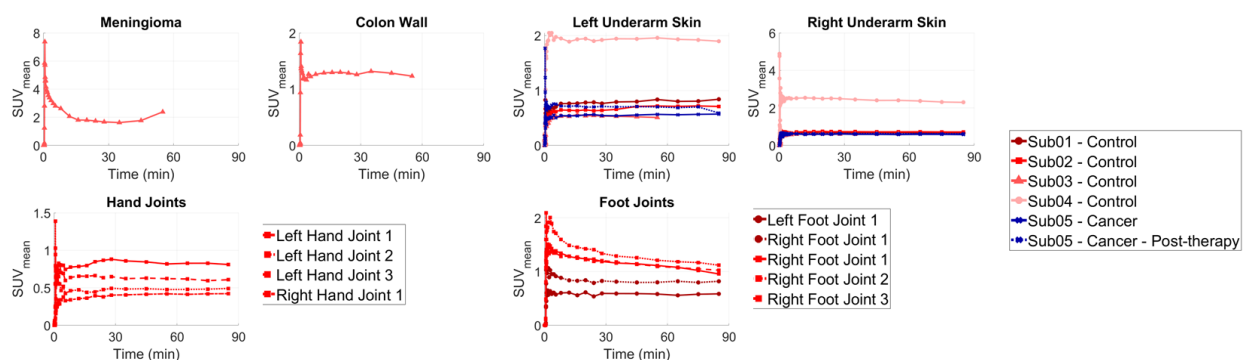 Meningioma
SUVmean
8
6
4
2
0
0 30 60 90
Time (min)
Colon Wall
SUVmean
2
1
0
0 30 60 90
Time (min)
Left Underarm Skin
SUVmean
2
1
0
0 30 60 90
Time (min)
Right Underarm Skin
SUVmean
6
4
2
0
0 30 60 90
Time (min)
Sub01 - Control
Sub02 - Control
Sub03 - Control
Sub04 - Control
Sub05 - Cancer
Sub05 - Cancer - Post-therapy
Hand Joints
SUVmean
1.5
1
0.5
0
0 30 60 90
Time (min)
Left Hand Joint 1
Left Hand Joint 2
Left Hand Joint 3
Right Hand Joint 1
Foot Joints
SUVmean
2
1
0
0 30 60 90
Time (min)
Left Foot Joint 1
Right Foot Joint 1
Right Foot Joint 1
Right Foot Joint 2
Right Foot Joint 3